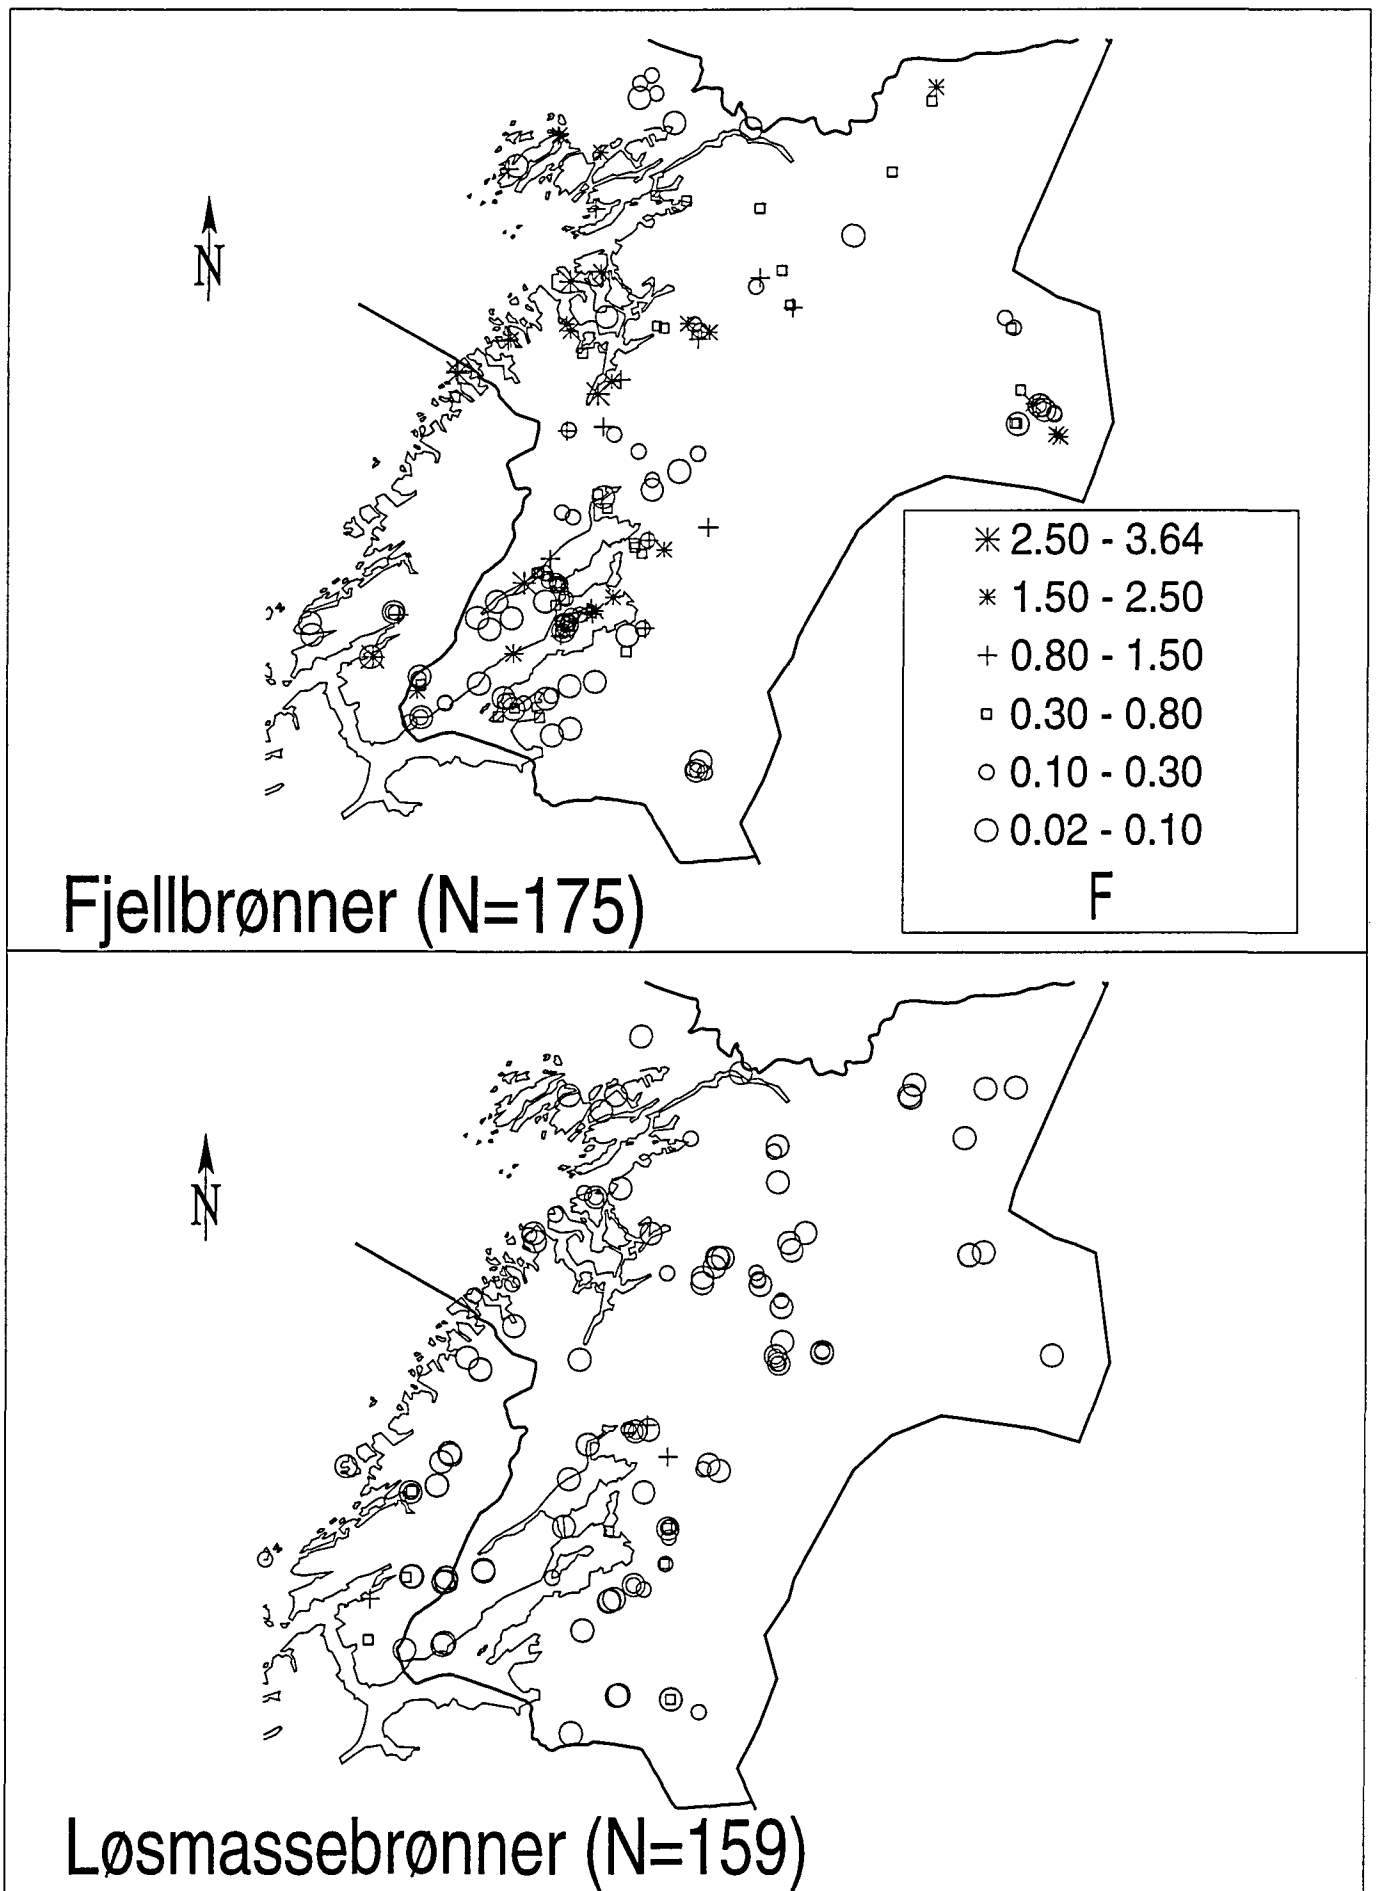 N
2.50 - 3.64
1.50 - 2.50
0.80 - 1.50
0.30 - 0.80
0.10 - 0.30
0.02 - 0.10
F
Fjellbrønner (N=175)
N
Løsmassebrønner (N=159)